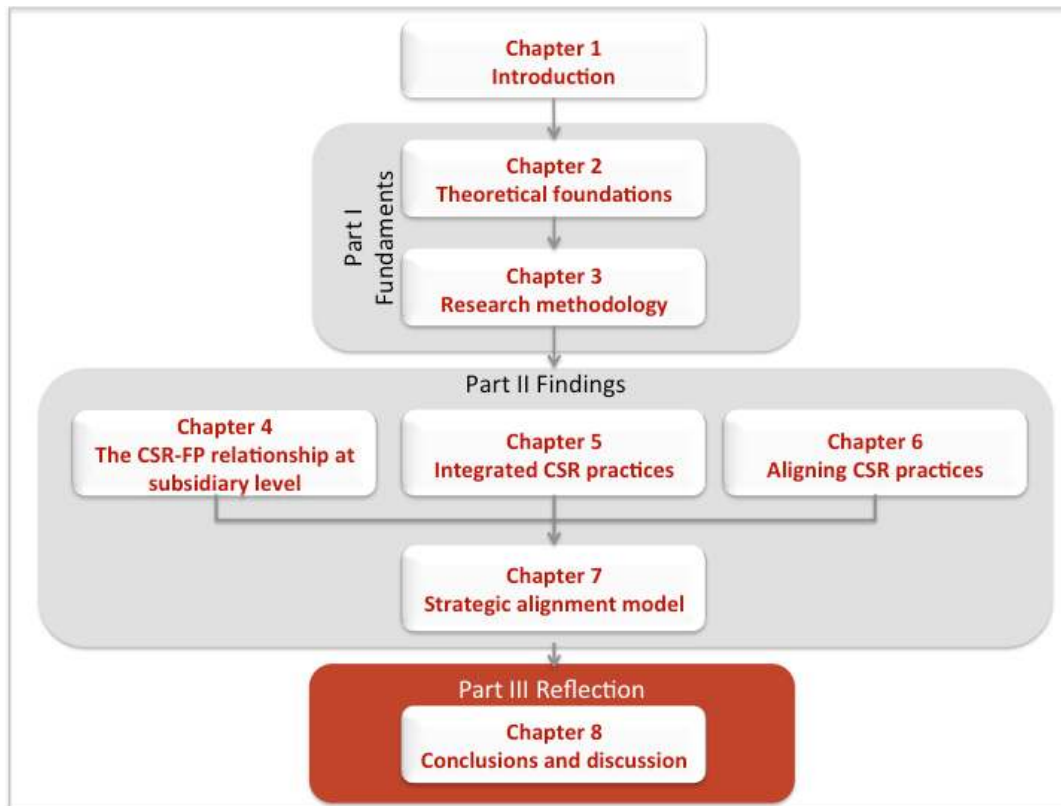 Chapter 1
Introduction
Part I
Fundaments
Chapter 2
Theoretical foundations
Chapter 3
Research methodology
Part II Findings
Chapter 4
The CSR-FP relationship at
subsidiary level
Chapter 5
Integrated CSR practices
Chapter 6
Aligning CSR practices
Chapter 7
Strategic alignment model
Part III Reflection
Chapter 8
Conclusions and discussion